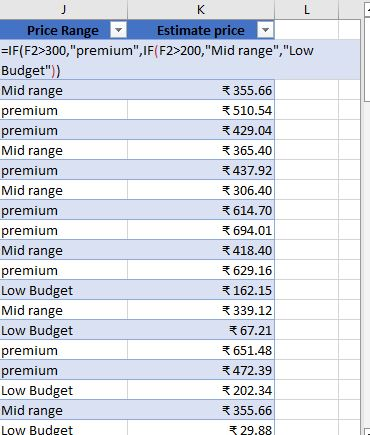 J K L
Price Range Estimate price
=IF(F2>300,"premium",IF(F2>200,"Mid range","Low
Budget"))
Mid range ₹ 355.66
premium ₹ 510.54
premium ₹ 429.04
Mid range ₹ 365.40
premium ₹ 437.92
Mid range ₹ 306.40
premium ₹ 614.70
premium ₹ 694.01
Mid range ₹ 418.40
premium ₹ 629.16
Low Budget ₹ 162.15
Mid range ₹ 339.12
Low Budget ₹ 67.21
premium ₹ 651.48
premium ₹ 472.39
Low Budget ₹ 202.34
Mid range ₹ 355.66
Low Budget ₹ 29.88